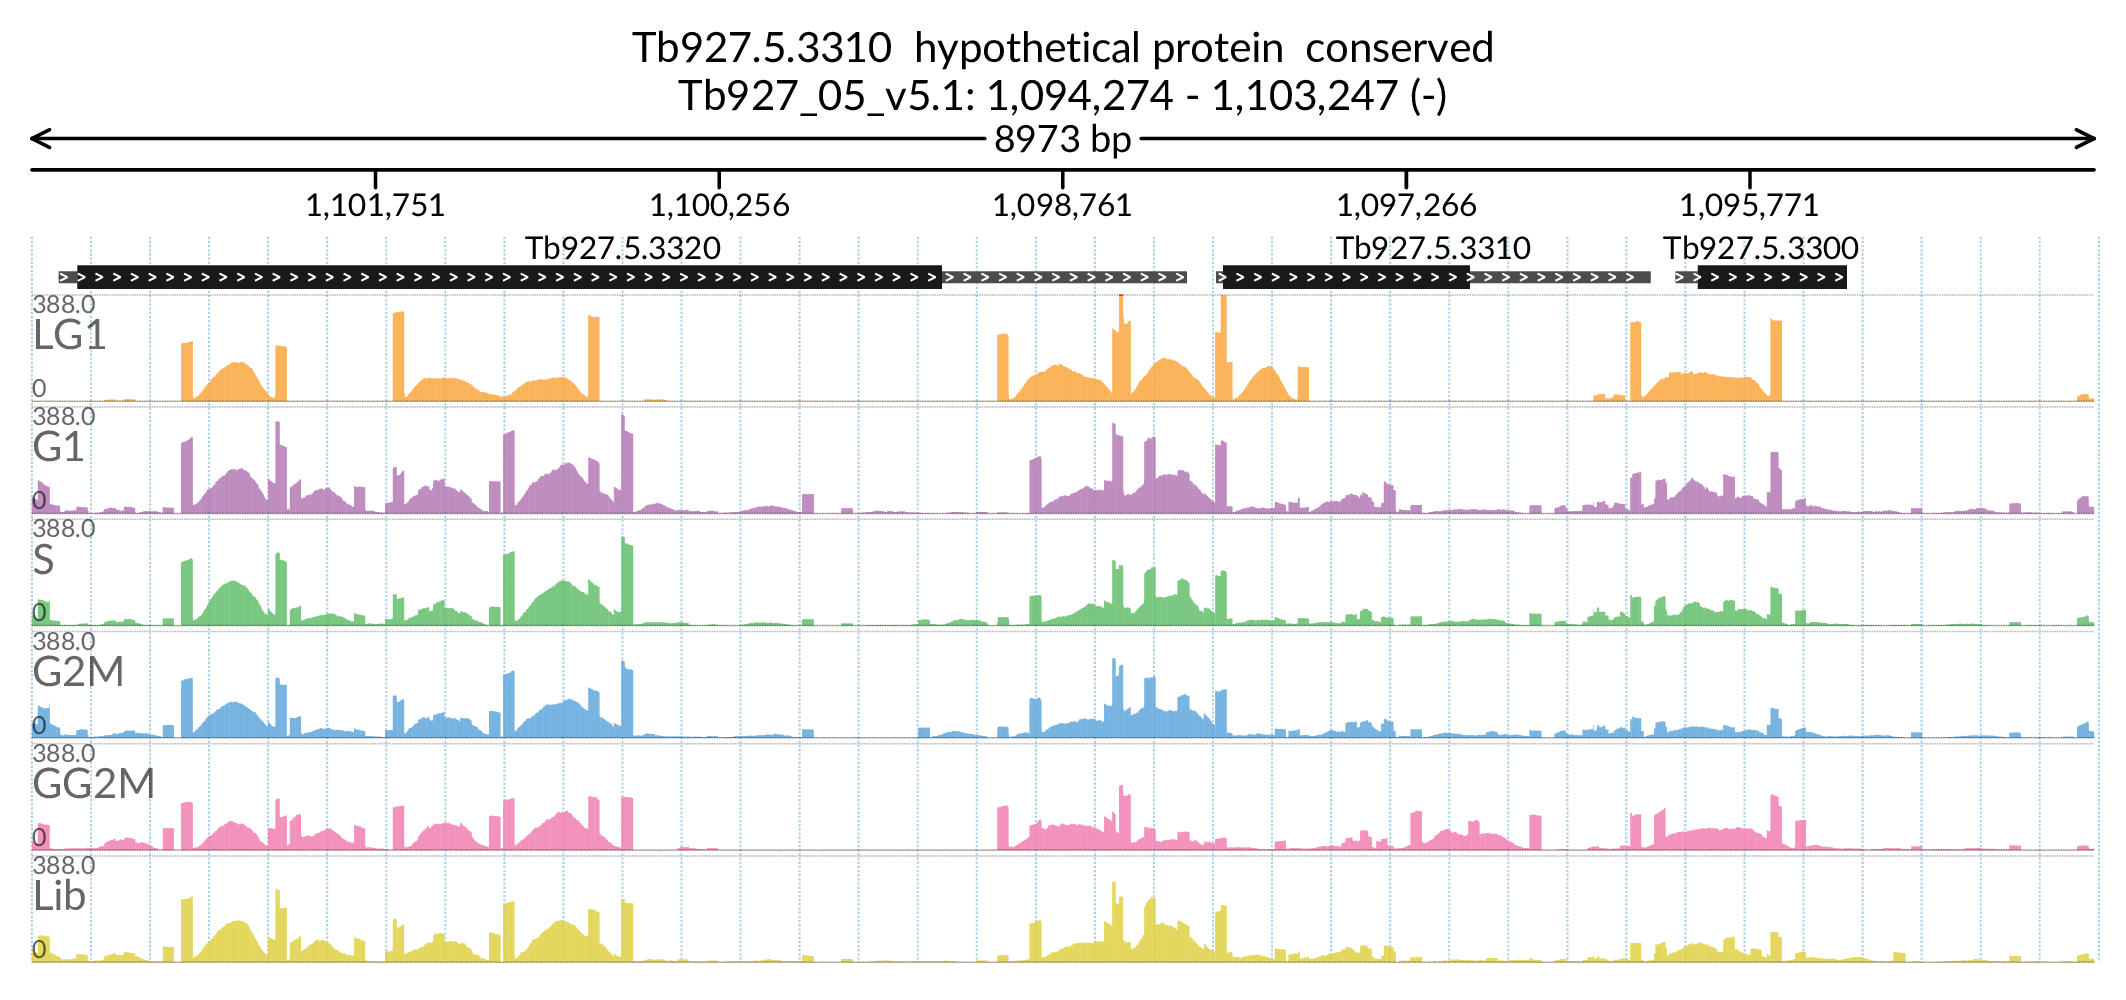 Tb927.5.3310  hypothetical protein  conserved
Tb927_05_v5.1: 1,094,274 - 1,103,247 (-)
8973 bp
1,101,751 1,100,256 1,098,761 1,097,266 1,095,771
Tb927.5.3320 Tb927.5.3310 Tb927.5.3300
388.0
LG1
0
388.0
G1
0
388.0
S
0
388.0
G2M
0
388.0
GG2M
0
388.0
Lib
0